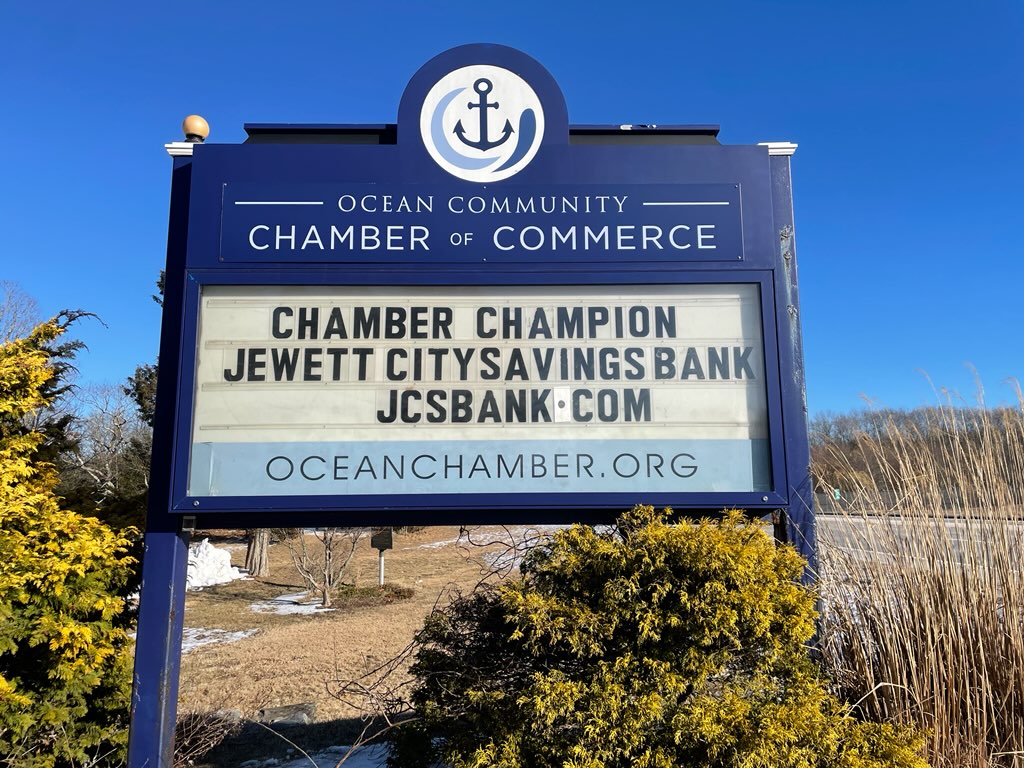 OCEAN COMMUNITY
CHAMBER OF COMMERCE
CHAMBER CHAMPION
JEWETT CITYSAVINGS BANK
JCSBANK.COM
OCEANCHAMBER.ORG